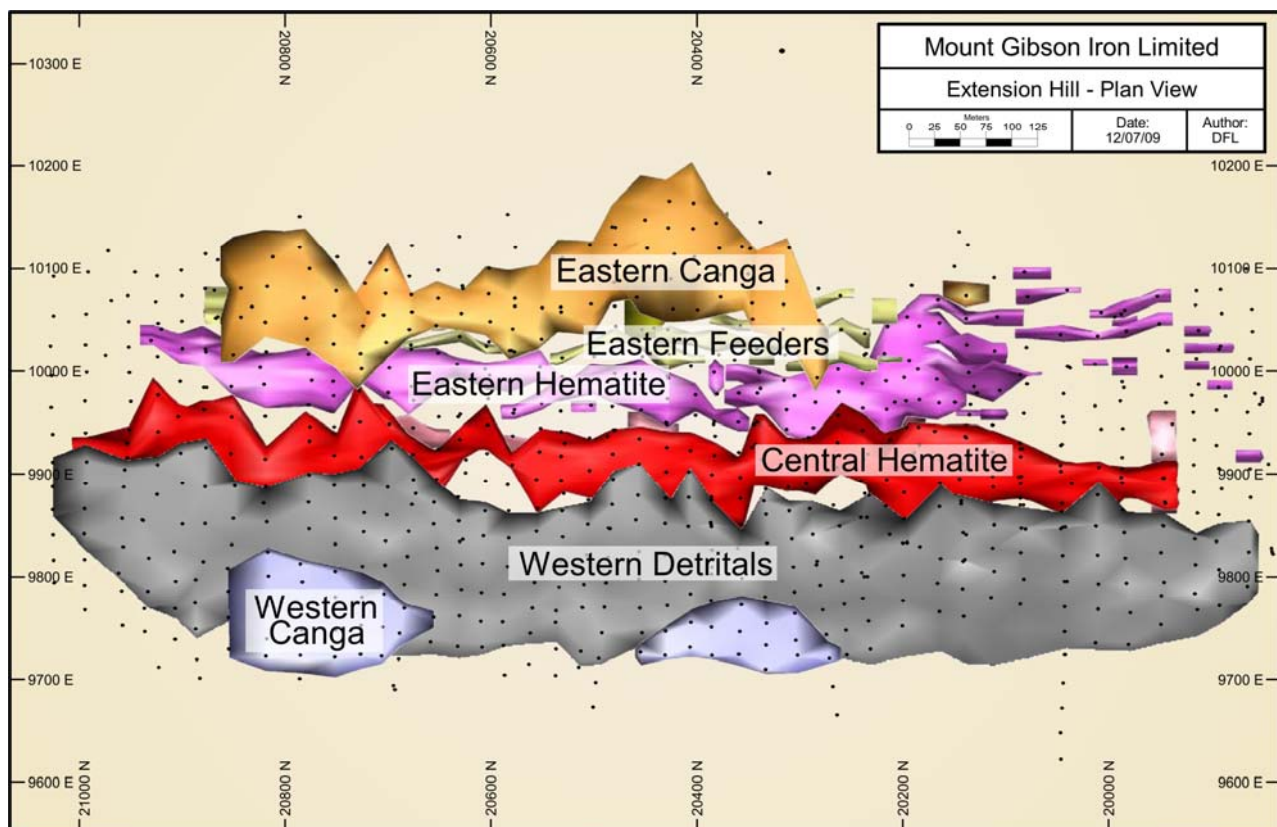 Mount Gibson Iron Limited
Extension Hill - Plan View
Meters
0 25 50 75 100 125
Date:
12/07/09
Author:
DFL
20800 N
20600 N
20400 N
10300 E
10200 E
10200 E
10100 E
10100 E
10000 E
10000 E
9900 E
9900 E
9800 E
9800 E
9700 E
9700 E
9600 E
9600 E
Eastern Canga
Eastern Feeders
Eastern Hematite
Central Hematite
Western Detritals
Western
Canga
21000 N
20800 N
20600 N
20400 N
20200 N
20000 N